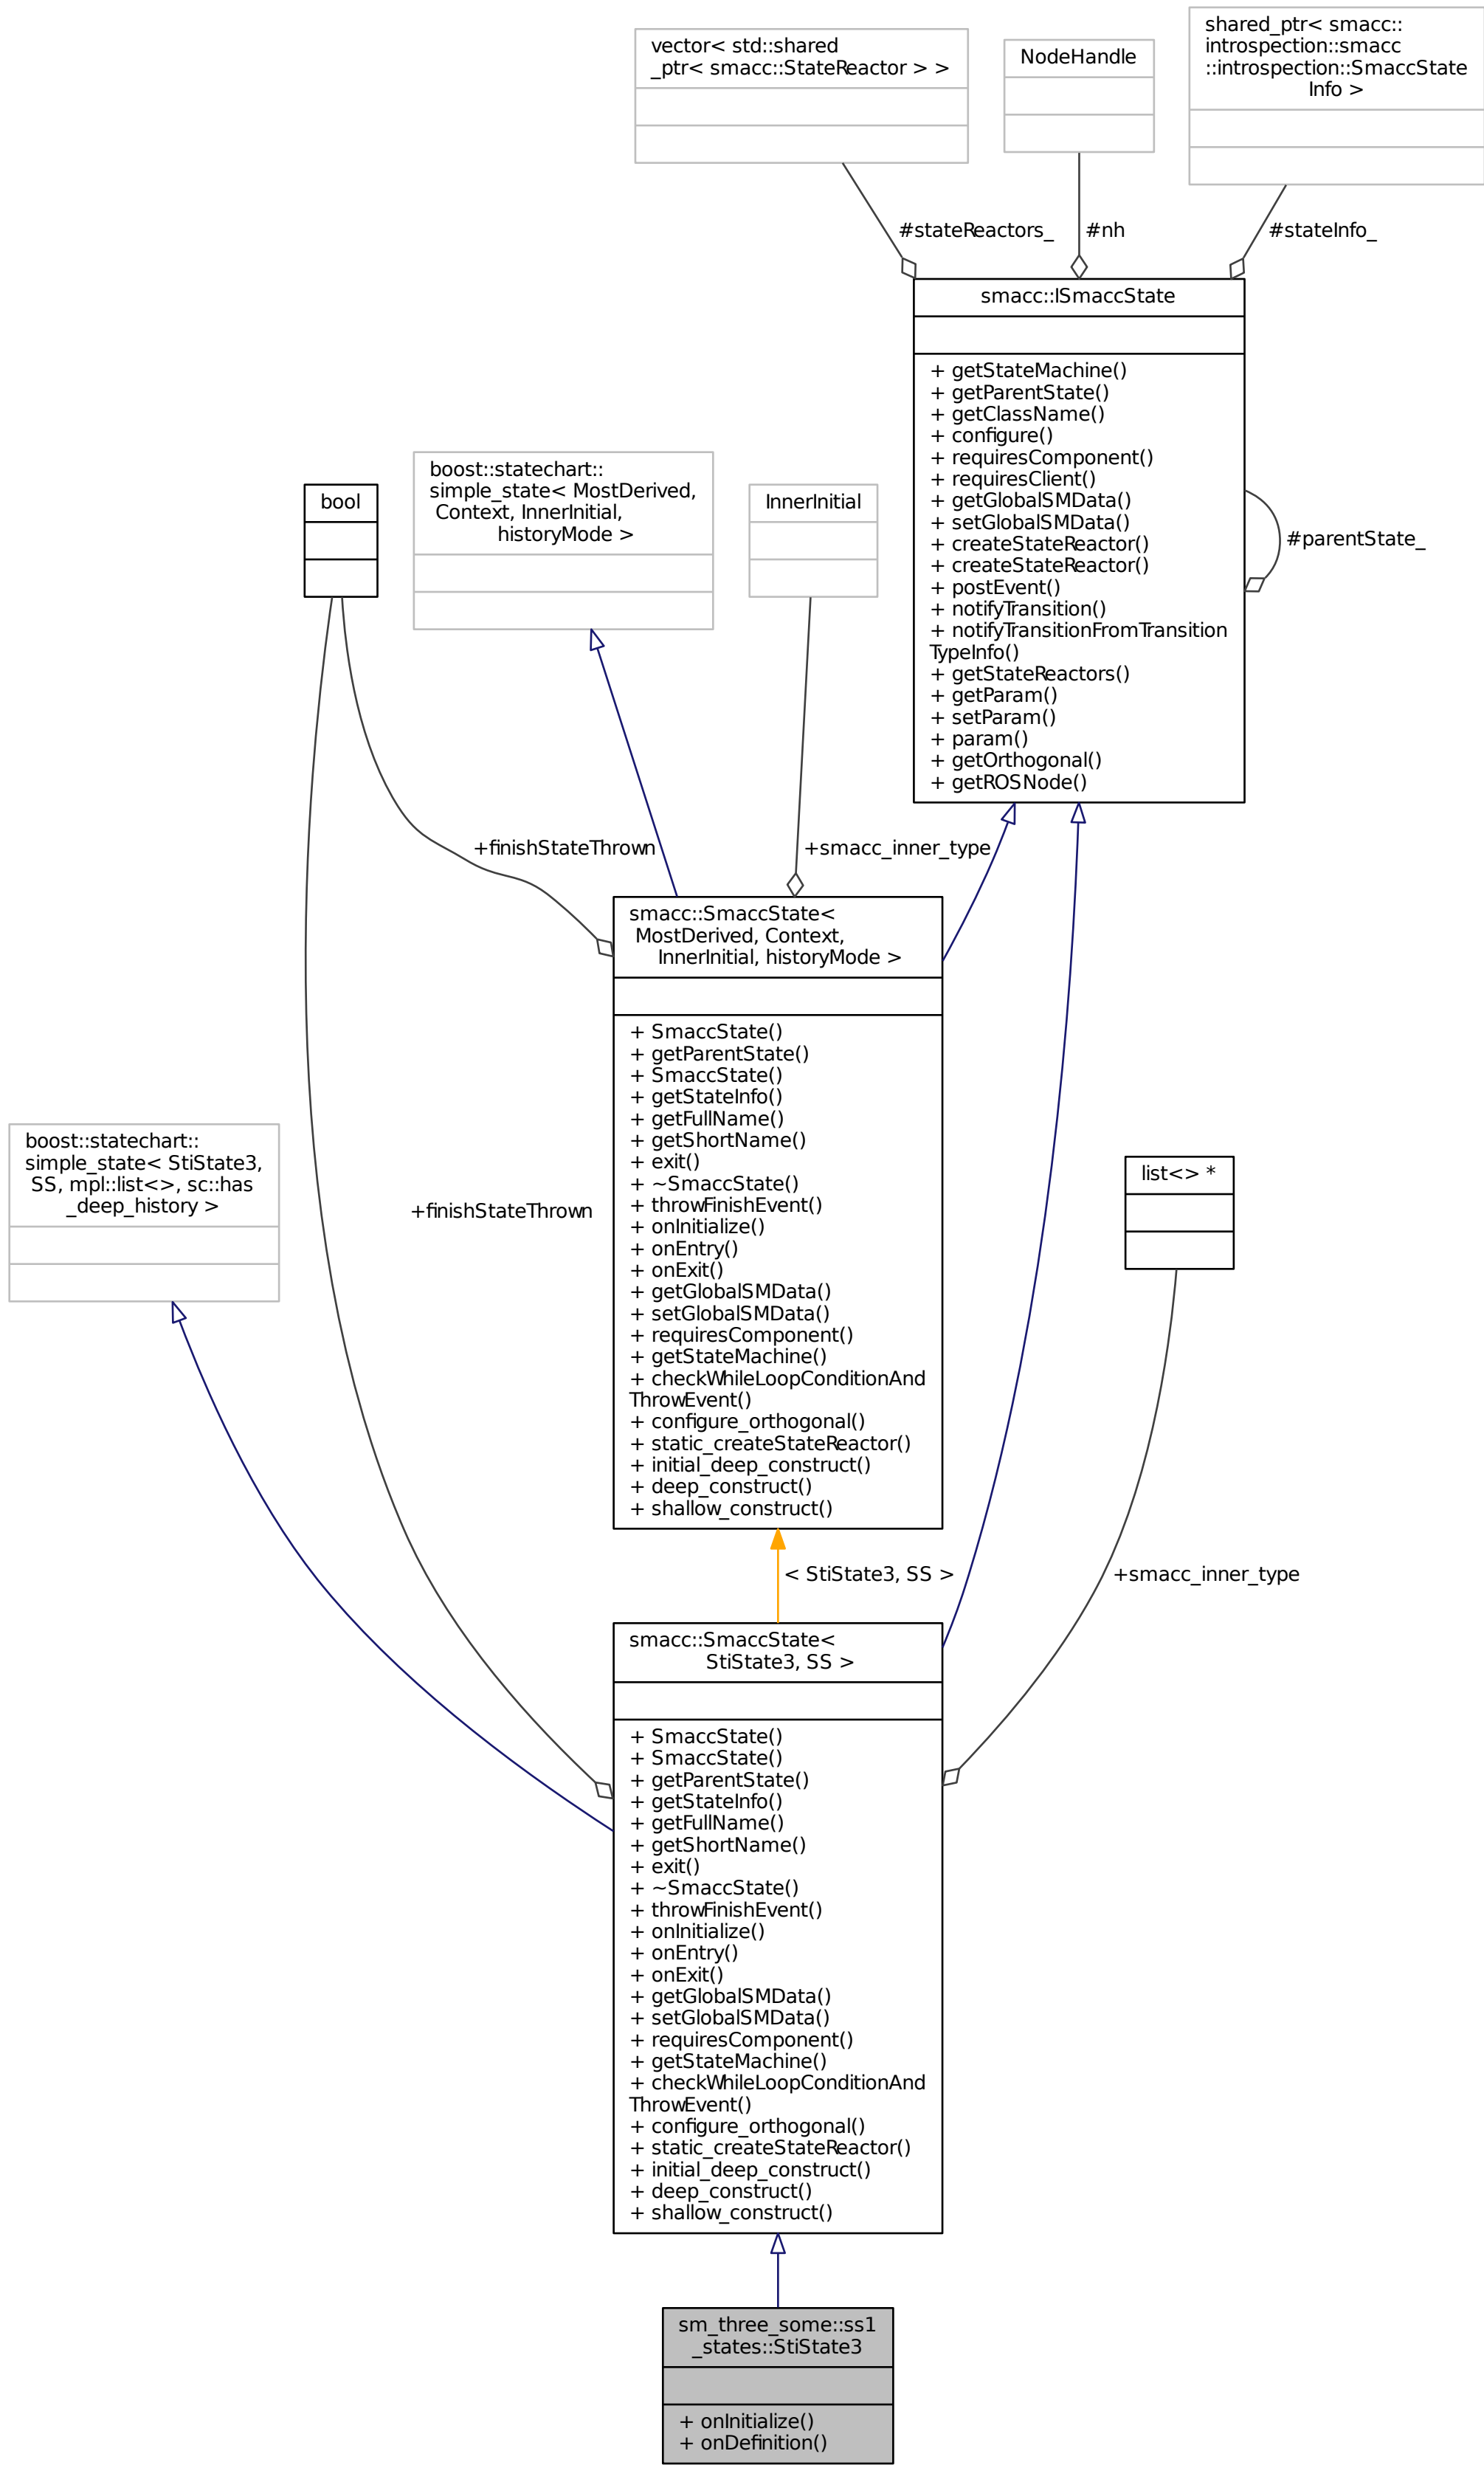 vector< std::shared
_ptr< smacc::StateReactor > >
NodeHandle
shared_ptr< smacc::
introspection::smacc
::introspection::SmaccState
Info >
#stateReactors_
#nh
#stateInfo_
smacc::ISmaccState
+ getStateMachine()
+ getParentState()
+ getClassName()
+ configure()
+ requiresComponent()
+ requiresClient()
+ getGlobalSMData()
+ setGlobalSMData()
+ createStateReactor()
+ createStateReactor()
+ postEvent()
+ notifyTransition()
+ notifyTransitionFromTransition
TypeInfo()
+ getStateReactors()
+ getParam()
+ setParam()
+ param()
+ getOrthogonal()
+ getROSNode()
#parentState_
bool
boost::statechart::
simple_state< MostDerived,
Context, InnerInitial,
historyMode >
InnerInitial
+finishStateThrown
+smacc_inner_type
smacc::SmaccState<
MostDerived, Context,
InnerInitial, historyMode >
+ SmaccState()
+ getParentState()
+ SmaccState()
+ getStateInfo()
+ getFullName()
+ getShortName()
+ exit()
+ ~SmaccState()
+ throwFinishEvent()
+ onInitialize()
+ onEntry()
+ onExit()
+ getGlobalSMData()
+ setGlobalSMData()
+ requiresComponent()
+ getStateMachine()
+ checkWhileLoopConditionAnd
ThrowEvent()
+ configure_orthogonal()
+ static_createStateReactor()
+ initial_deep_construct()
+ deep_construct()
+ shallow_construct()
boost::statechart::
simple_state< StiState3,
SS, mpl::list<>, sc::has
_deep_history >
+finishStateThrown
list<> *
< StiState3, SS >
+smacc_inner_type
smacc::SmaccState<
StiState3, SS >
+ SmaccState()
+ SmaccState()
+ getParentState()
+ getStateInfo()
+ getFullName()
+ getShortName()
+ exit()
+ ~SmaccState()
+ throwFinishEvent()
+ onInitialize()
+ onEntry()
+ onExit()
+ getGlobalSMData()
+ setGlobalSMData()
+ requiresComponent()
+ getStateMachine()
+ checkWhileLoopConditionAnd
ThrowEvent()
+ configure_orthogonal()
+ static_createStateReactor()
+ initial_deep_construct()
+ deep_construct()
+ shallow_construct()
sm_three_some::ss1
_states::StiState3
+ onInitialize()
+ onDefinition()